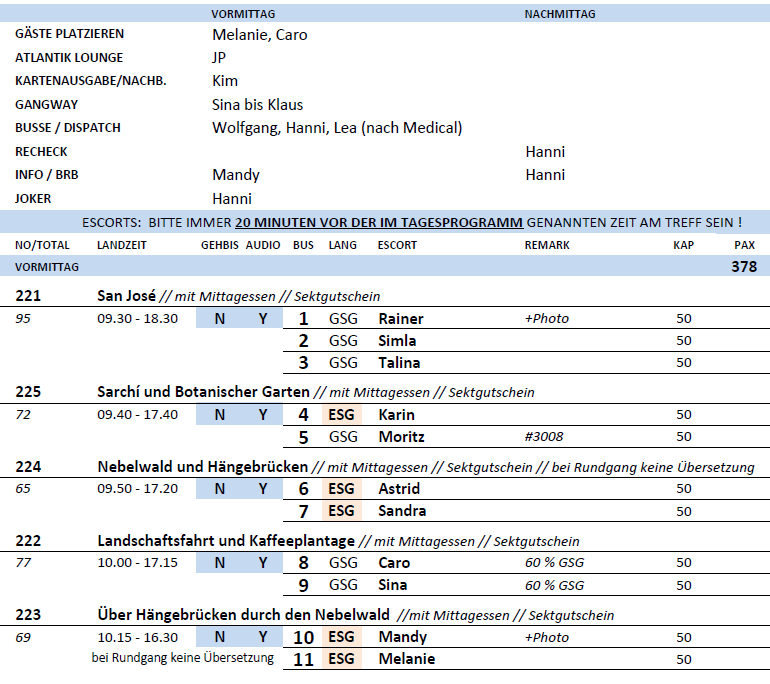 VORMITTAG NACHMITTAG
GÄSTE PLATZIEREN Melanie, Caro
ATLANTIK LOUNGE JP
KARTENAUSGABE/NACHB. Kim
GANGWAY Sina bis Klaus
BUSSE / DISPATCH Wolfgang, Hanni, Lea (nach Medical)
RECHECK Hanni
INFO / BRB Mandy Hanni
JOKER Hanni
ESCORTS: BITTE IMMER 20 MINUTEN VOR DER IM TAGESPROGRAMM GENANNTEN ZEIT AM TREFF SEIN !
NO/TOTAL LANDZEIT GEHBIS AUDIO BUS LANG ESCORT REMARK KAP PAX
VORMITTAG 378
221 San José // mit Mittagessen // Sektgutschein
95 09.30 - 18.30 N Y 1 GSG Rainer +Photo 50
2 GSG Simla 50
3 GSG Talina 50
225 Sarchí und Botanischer Garten // mit Mittagessen // Sektgutschein
72 09.40 - 17.40 N Y 4 ESG Karin 50
5 GSG Moritz #3008 50
224 Nebelwald und Hängebrücken // mit Mittagessen // Sektgutschein // bei Rundgang keine Übersetzung
65 09.50 - 17.20 N Y 6 ESG Astrid 50
7 ESG Sandra 50
222 Landschaftsfahrt und Kaffeeplantage // mit Mittagessen // Sektgutschein
77 10.00 - 17.15 N Y 8 GSG Caro 60 % GSG 50
9 GSG Sina 60 % GSG 50
223 Über Hängebrücken durch den Nebelwald //mit Mittagessen // Sektgutschein
69 10.15 - 16.30 N Y 10 ESG Mandy +Photo 50
bei Rundgang keine Übersetzung 11 ESG Melanie 50